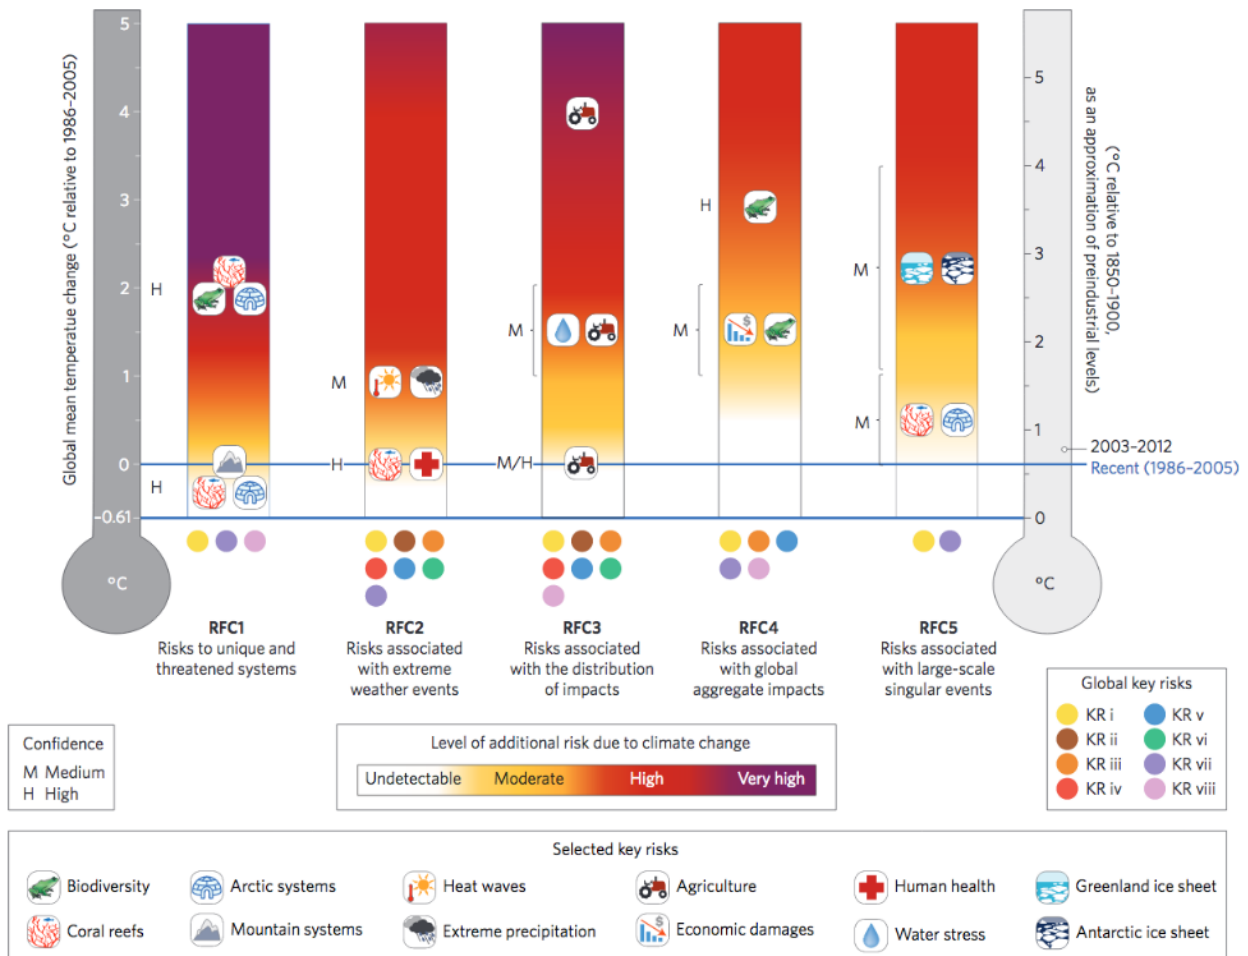 Global mean temperatue change (°C relative to 1986–2005)
5
4
3
2
1
0
–0.61
°C
H
H
M
H
M
M/H
H
M
M
M
5
4
3
2
1
0
°C
(°C relative to 1850–1900,
as an approximation of preindustrial levels)
2003–2012
Recent (1986–2005)
RFC1
Risks to unique and
threatened systems
RFC2
Risks associated
with extreme
weather events
RFC3
Risks associated
with the distribution
of impacts
RFC4
Risks associated
with global
aggregate impacts
RFC5
Risks associated
with large-scale
singular events
Global key risks
KR i
KR ii
KR iii
KR iv
KR v
KR vi
KR vii
KR viii
Confidence
M Medium
H High
Level of additional risk due to climate change
Undetectable Moderate High Very high
Selected key risks
Biodiversity
Arctic systems
Heat waves
Agriculture
Human health
Greenland ice sheet
Coral reefs
Mountain systems
Extreme precipitation
$
Economic damages
Water stress
Antarctic ice sheet